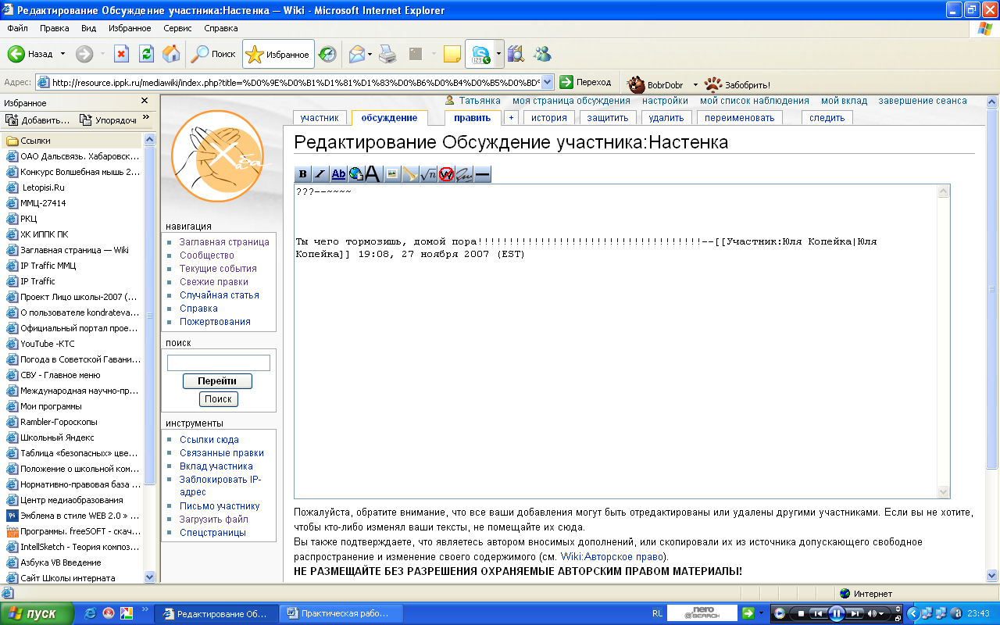 Редактирование Обсуждение участника:Настенка — Wiki - Microsoft Internet Explorer
Файл Правка Вид Избранное Сервис Справка
Назад Поиск Избранное
Адрес: http://resource.ippk.ru/mediawiki/index.php?title=%D0%9E%D0%B1%D1%81%D1%83%D0%B6%D0%B4%D0%B5%D0%BD% Переход BobrDobr Забобрить!
Избранное
Добавить... Упорядоч
Ссылки
ОАО Дальсвязь. Хабаровск...
Конкурс Волшебная мышь 2...
Letopisi.Ru
ММЦ-27414
РКЦ
ХК ИППК ПК
Заглавная страница — Wiki
IP Traffic ММЦ
IP Traffic
Проект Лицо школы-2007 (...
О пользователе kondrateva...
Официальный портал прое...
YouTube -КТС
Погода в Советской Гавани...
СВУ - Главное меню
Международная научно-пр...
Мои программы
Rambler-Гороскопы
Школьный Яндекс
Таблица «безопасных» цве...
Положение о школьной ком...
Нормативно-правовая база ...
Центр медиаобразования
Эмблема в стиле WEB 2.0 » ...
Программы. freeSOFT - скач...
IntellSketch - Теория композ...
Азбука VB Введение
Сайт Школы интерната
Татьянка моя страница обсуждения настройки мой список наблюдения мой вклад завершение сеанса
участник обсуждение править + история защитить удалить переименовать следить
Редактирование Обсуждение участника:Настенка
B I Ab A √n W
???--~~~~
Ты чего тормозишь, домой пора!!!!!!!!!!!!!!!!!!!!!!!!!!!!!!!!!!!!--[[Участник:Юля Копейка|Юля
Копейка]] 19:08, 27 ноября 2007 (EST)
навигация
Заглавная страница
Сообщество
Текущие события
Свежие правки
Случайная статья
Справка
Пожертвования
поиск
Перейти
Поиск
инструменты
Ссылки сюда
Связанные правки
Вклад участника
Заблокировать IP-
адрес
Письмо участнику
Загрузить файл
Спецстраницы
Пожалуйста, обратите внимание, что все ваши добавления могут быть отредактированы или удалены другими участниками. Если вы не хотите,
чтобы кто-либо изменял ваши тексты, не помещайте их сюда.
Вы также подтверждаете, что являетесь автором вносимых дополнений, или скопировали их из источника допускающего свободное
распространение и изменение своего содержимого (см. Wiki:Авторское право).
НЕ РАЗМЕЩАЙТЕ БЕЗ РАЗРЕШЕНИЯ ОХРАНЯЕМЫЕ АВТОРСКИМ ПРАВОМ МАТЕРИАЛЫ!
Интернет
пуск Редактирование Об... Практическая рабо... RL nero SEARCH 23:43